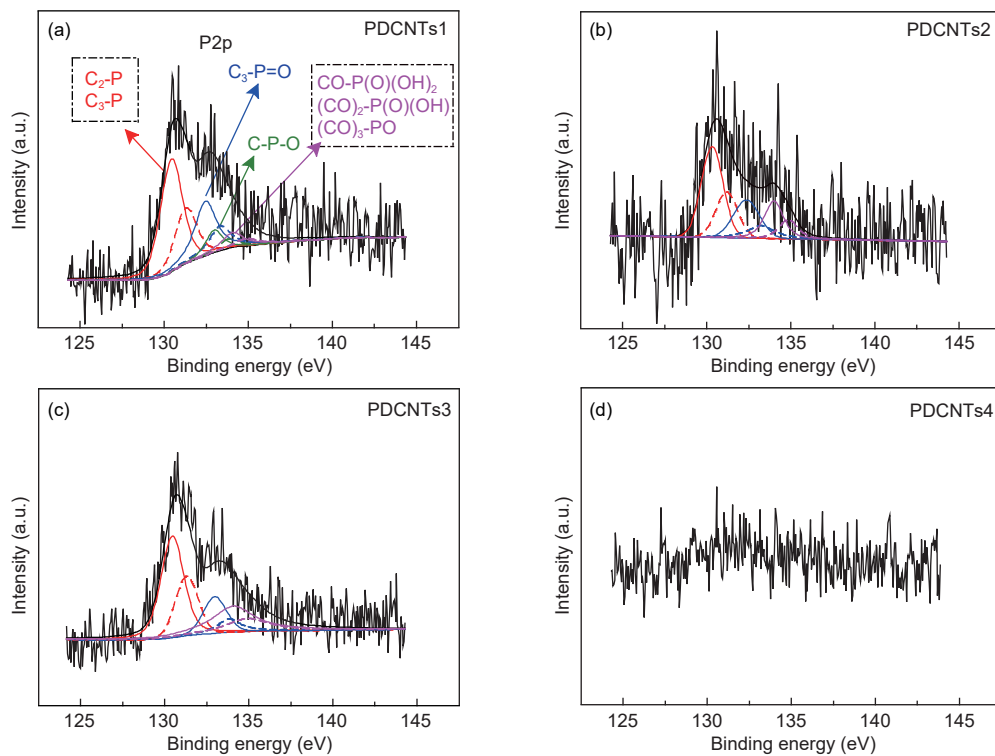 (a)
P2p
PDCNTs1
C₂-P
C₃-P
C₃-P=O
C-P-O
CO-P(O)(OH)₂
(CO)₂-P(O)(OH)
(CO)₃-PO
Intensity (a.u.)
125 130 135 140 145
Binding energy (eV)
(b)
PDCNTs2
Intensity (a.u.)
125 130 135 140 145
Binding energy (eV)
(c)
PDCNTs3
Intensity (a.u.)
125 130 135 140 145
Binding energy (eV)
(d)
PDCNTs4
Intensity (a.u.)
125 130 135 140 145
Binding energy (eV)